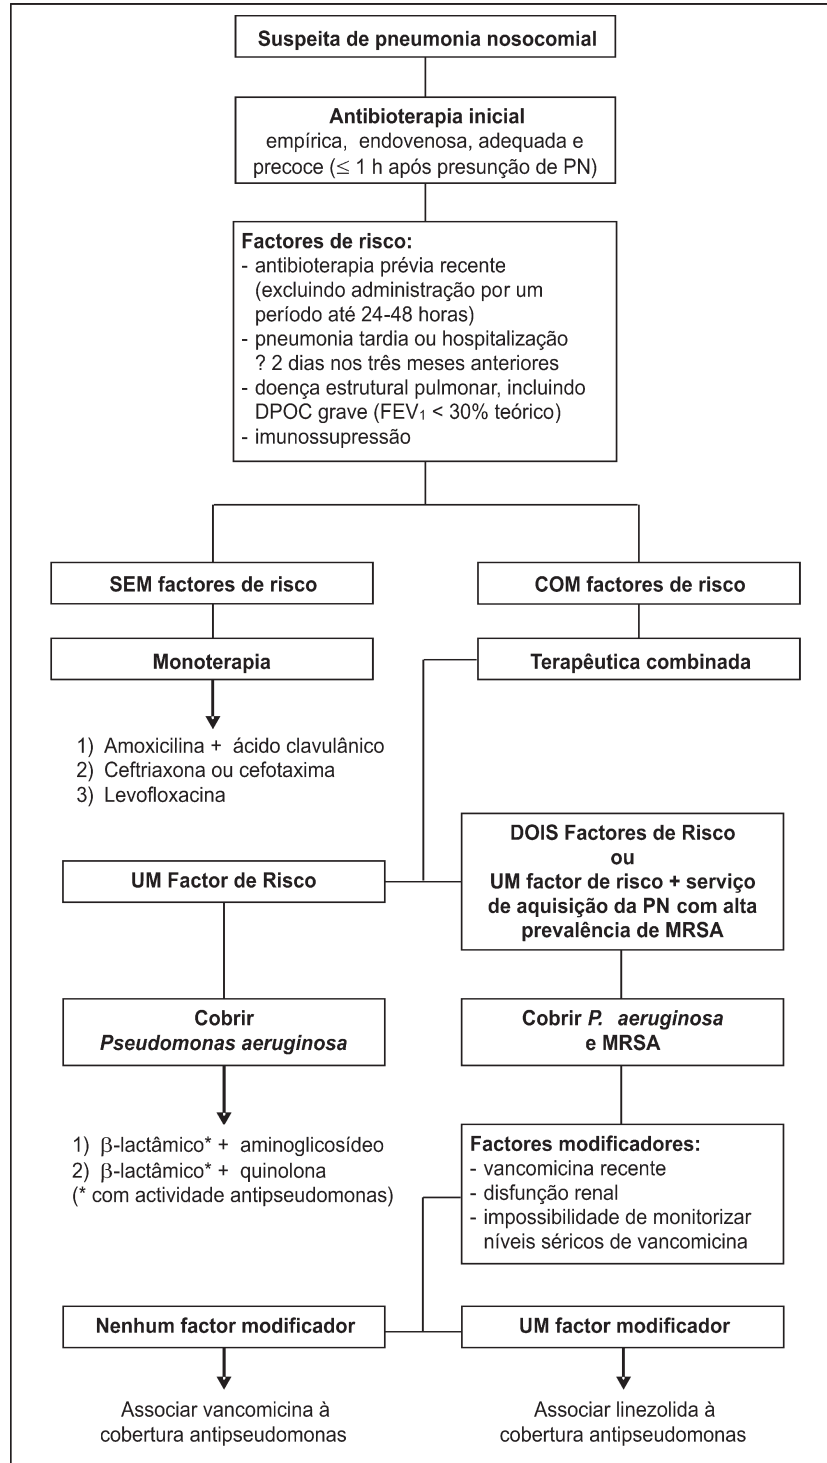 Suspeita de pneumonia nosocomial
Antibioterapia inicial
empírica, endovenosa, adequada e
precoce (≤ 1 h após presunção de PN)
Factores de risco:
- antibioterapia prévia recente
(excluindo administração por um
período até 24-48 horas)
- pneumonia tardia ou hospitalização
? 2 dias nos três meses anteriores
- doença estrutural pulmonar, incluindo
DPOC grave (FEV₁ < 30% teórico)
- imunossupressão
SEM factores de risco
COM factores de risco
Monoterapia
Terapêutica combinada
1) Amoxicilina + ácido clavulânico
2) Ceftriaxona ou cefotaxima
3) Levofloxacina
DOIS Factores de Risco
ou
UM factor de risco + serviço
de aquisição da PN com alta
prevalência de MRSA
UM Factor de Risco
Cobrir
Pseudomonas aeruginosa
Cobrir P. aeruginosa
e MRSA
1) β-lactâmico* + aminoglicosídeo
2) β-lactâmico* + quinolona
(* com actividade antipseudomonas)
Factores modificadores:
- vancomicina recente
- disfunção renal
- impossibilidade de monitorizar
níveis séricos de vancomicina
Nenhum factor modificador
UM factor modificador
Associar vancomicina à
cobertura antipseudomonas
Associar linezolida à
cobertura antipseudomonas